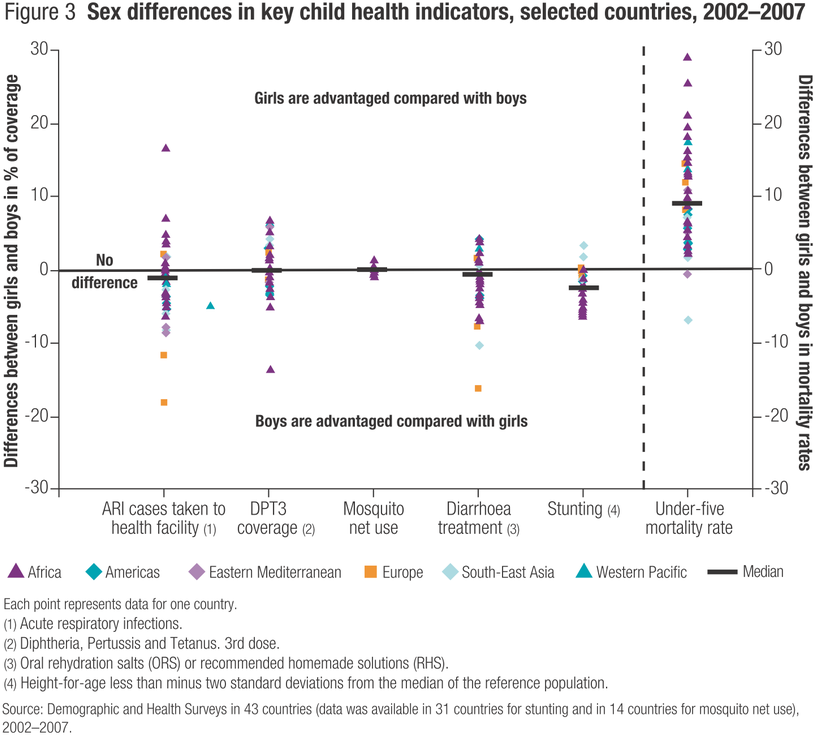 Figure 3 Sex differences in key child health indicators, selected countries, 2002–2007
Differences between girls and boys in % of coverage
30
20
10
0
-10
-20
-30
Girls are advantaged compared with boys
No
difference
Boys are advantaged compared with girls
30
20
10
0
-10
-20
-30
Differences between girls and boys in mortality rates
ARI cases taken to
health facility (1)
DPT3
coverage (2)
Mosquito
net use
Diarrhoea
treatment (3)
Stunting (4)
Under-five
mortality rate
Africa
Americas
Eastern Mediterranean
Europe
South-East Asia
Western Pacific
Median
Each point represents data for one country.
(1) Acute respiratory infections.
(2) Diphtheria, Pertussis and Tetanus. 3rd dose.
(3) Oral rehydration salts (ORS) or recommended homemade solutions (RHS).
(4) Height-for-age less than minus two standard deviations from the median of the reference population.
Source: Demographic and Health Surveys in 43 countries (data was available in 31 countries for stunting and in 14 countries for mosquito net use),
2002–2007.